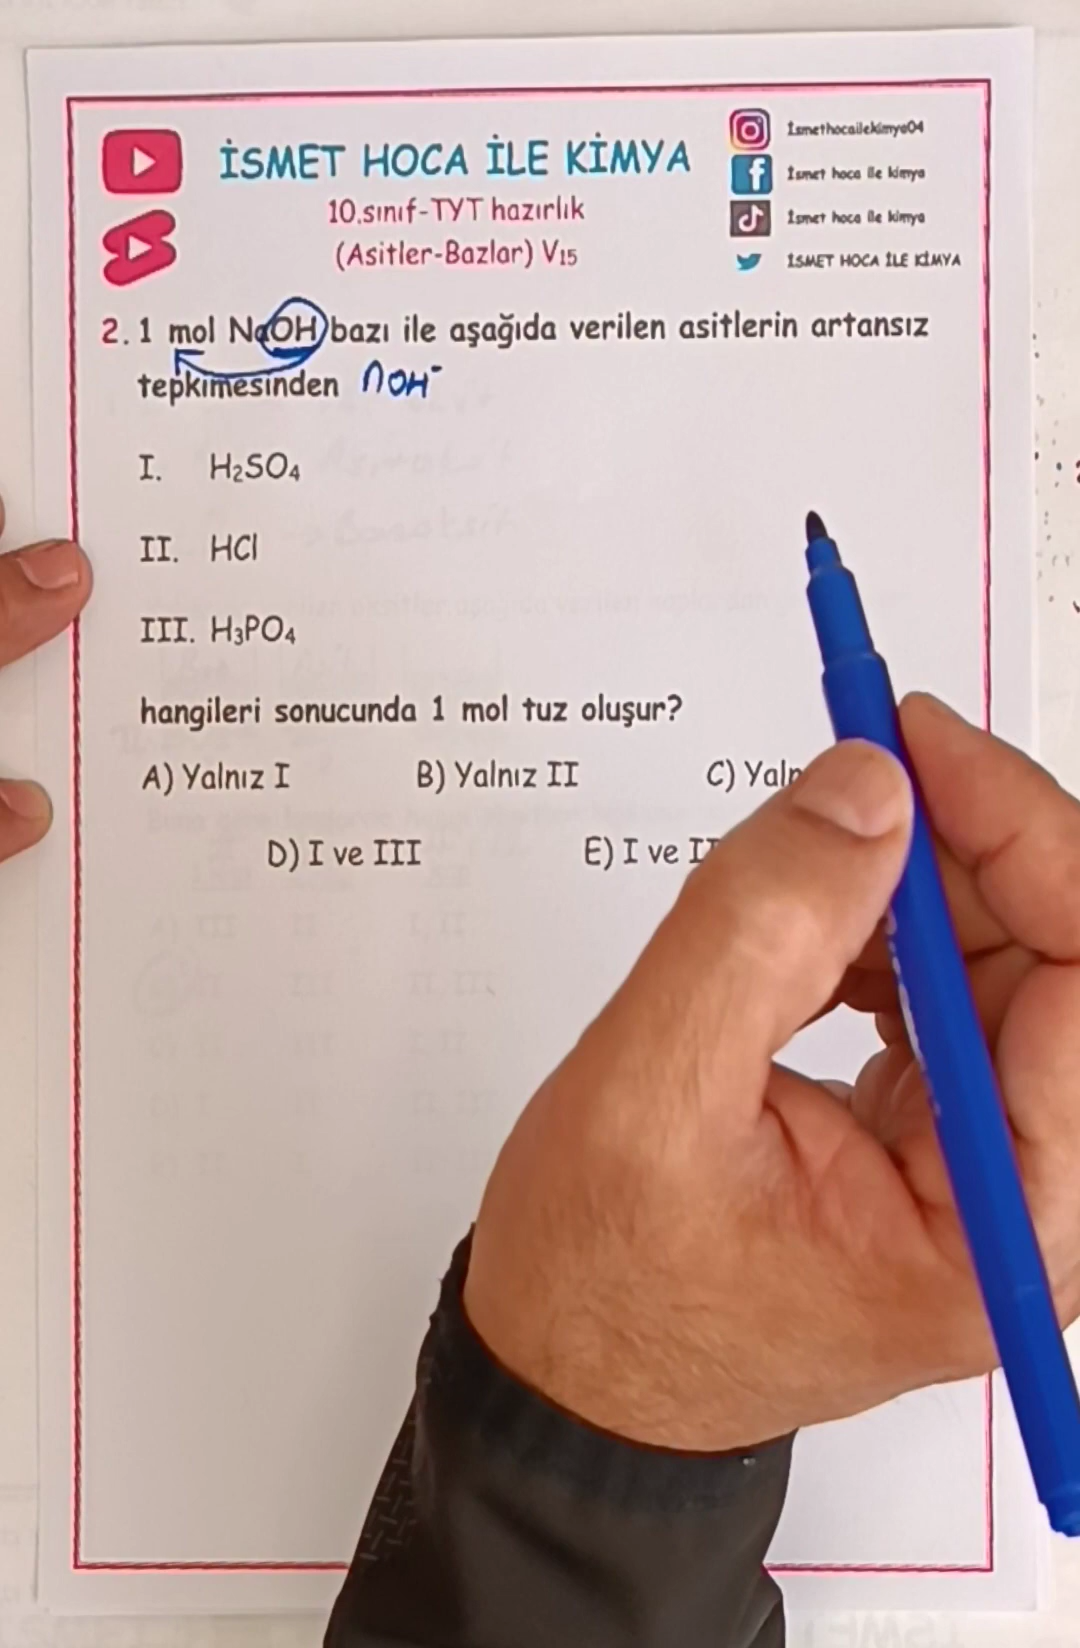 İSMET HOCA İLE KİMYA
10.sınıf-TYT hazırlık
(Asitler-Bazlar) V15
İsmethocailekimya04
İsmet hoca ile kimya
İsmet hoca ile kimya
İSMET HOCA İLE KİMYA
2. 1 mol NaOH bazı ile aşağıda verilen asitlerin artansız
tepkimesinden nOH⁻
I. H₂SO₄
II. HCl
III. H₃PO₄
hangileri sonucunda 1 mol tuz oluşur?
A) Yalnız I B) Yalnız II C)
D) I ve III E) I ve